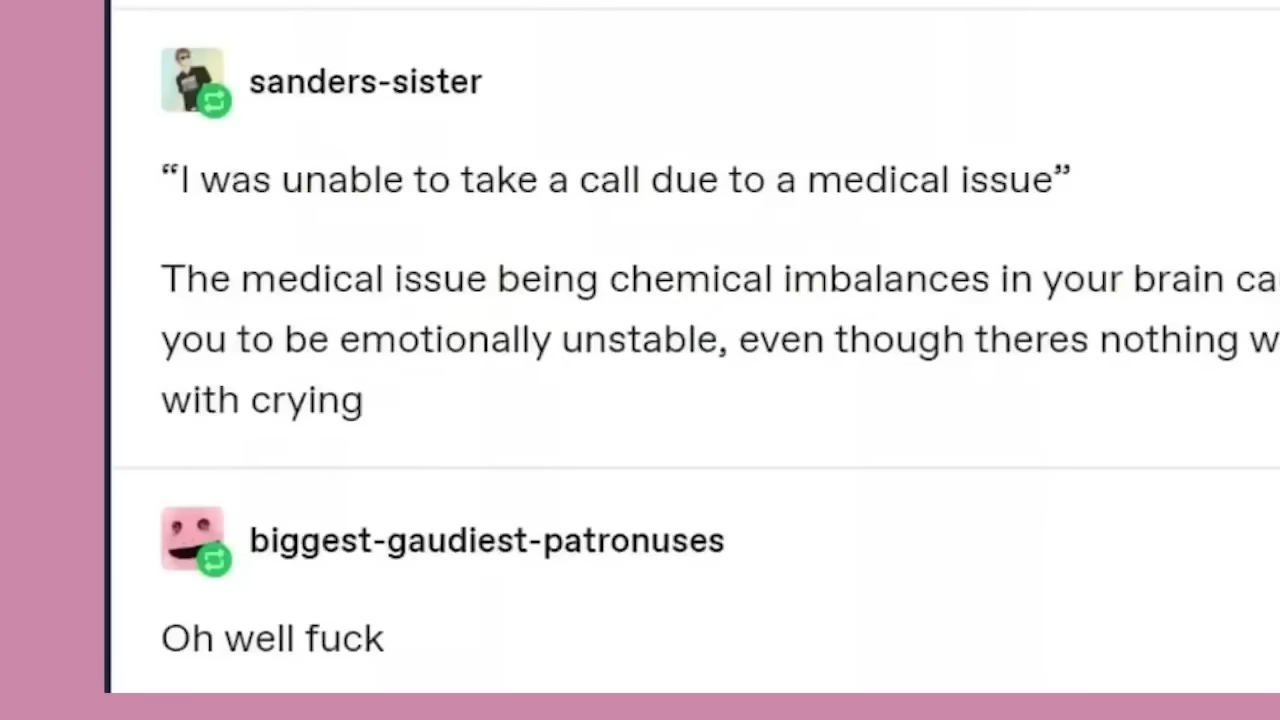 sanders-sister
“I was unable to take a call due to a medical issue”
The medical issue being chemical imbalances in your brain
you to be emotionally unstable, even though theres nothing
with crying
biggest-gaudiest-patronuses
Oh well fuck